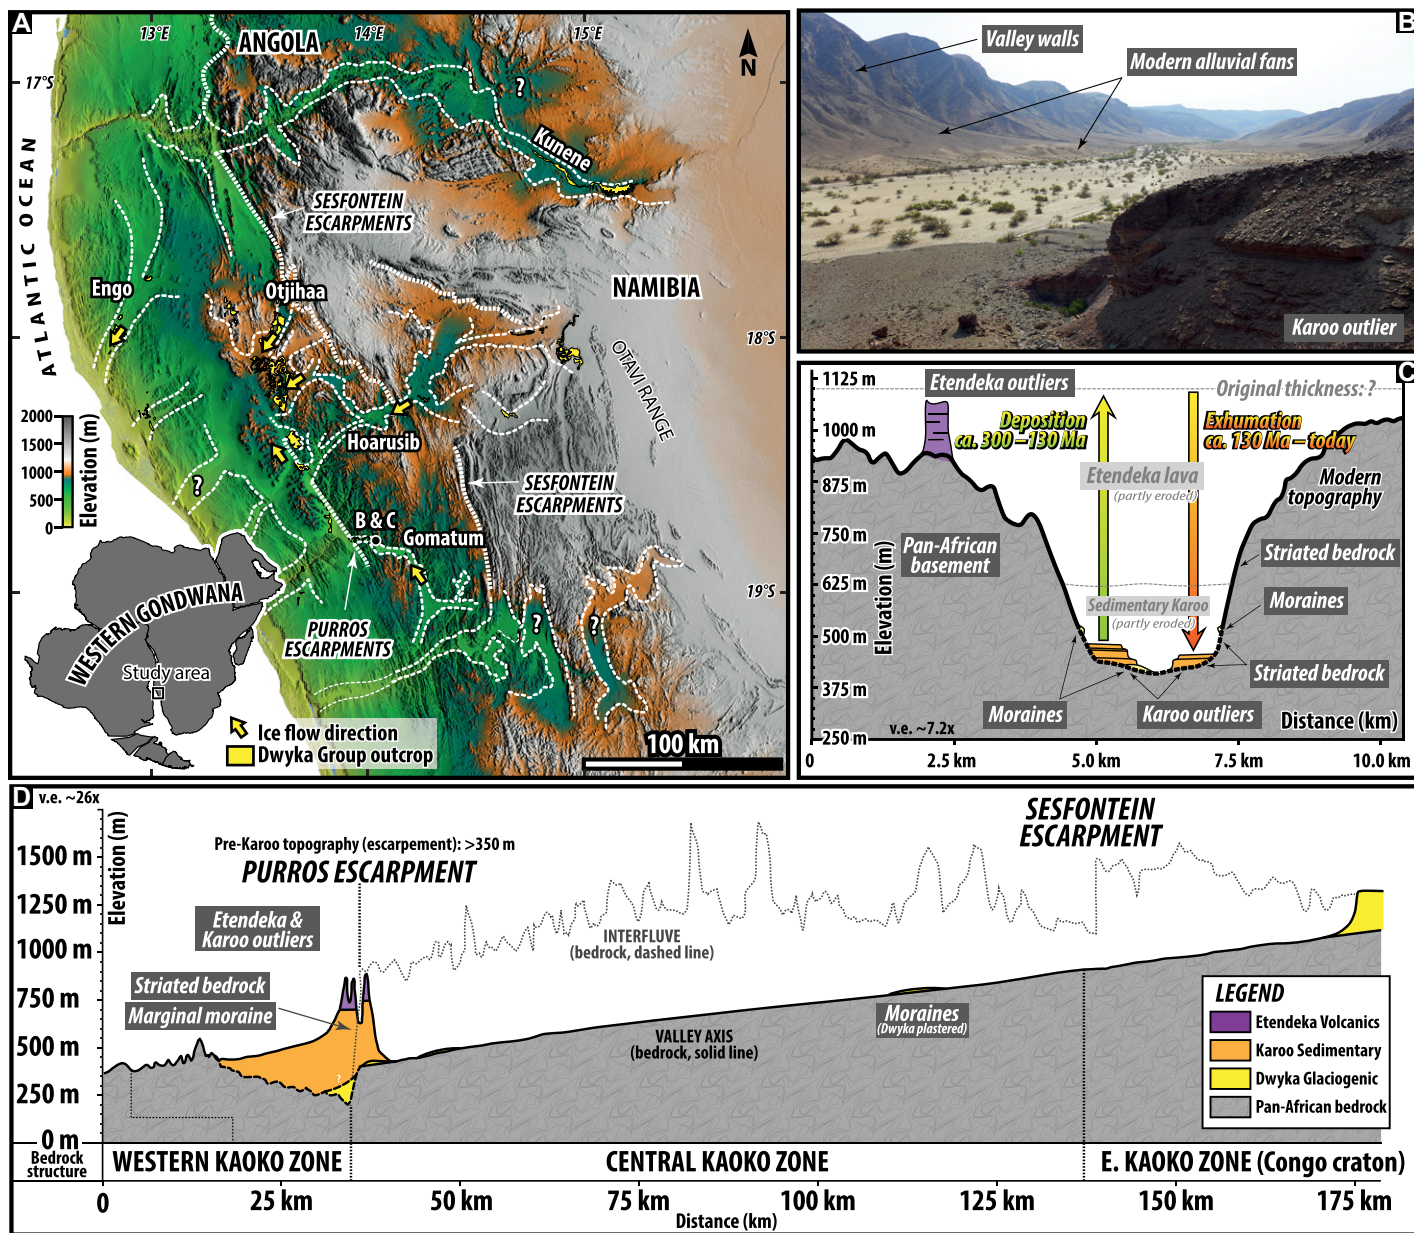 A
13°E
14°E
15°E
ANGOLA
N
17°S
?
Kunene
ATLANTIC OCEAN
SESFONTEIN
ESCARPMENTS
Engo
Otjihaa
NAMIBIA
18°S
OTAVI RANGE
2000
1500
1000
500
0
Elevation (m)
Hoarusib
?
SESFONTEIN
ESCARPMENTS
B & C
Gomatum
19°S
PURROS
ESCARPMENTS
?
?
WESTERN GONDWANA
Study area
Ice flow direction
Dwyka Group outcrop
100 km
B
Valley walls
Modern alluvial fans
Karoo outlier
C
1125 m
1000 m
875 m
750 m
625 m
500 m
375 m
250 m
Elevation (m)
Etendeka outliers
Original thickness: ?
Deposition
ca. 300 – 130 Ma
Exhumation
ca. 130 Ma – today
Etendeka lava
(partly eroded)
Modern
topography
Pan-African
basement
Striated bedrock
Sedimentary Karoo
(partly eroded)
Moraines
Striated bedrock
Moraines
Karoo outliers
Distance (km)
v.e. ~7.2x
0
2.5 km
5.0 km
7.5 km
10.0 km
D
v.e. ~26x
Elevation (m)
1500 m
1250 m
1000 m
750 m
500 m
250 m
0 m
Pre-Karoo topography (escarpement): >350 m
PURROS ESCARPMENT
SESFONTEIN
ESCARPMENT
Etendeka &
Karoo outliers
Striated bedrock
Marginal moraine
INTERFLUVE
(bedrock, dashed line)
VALLEY AXIS
(bedrock, solid line)
Moraines
(Dwyka plastered)
?
LEGEND
Etendeka Volcanics
Karoo Sedimentary
Dwyka Glaciogenic
Pan-African bedrock
Bedrock
structure
WESTERN KAOKO ZONE
CENTRAL KAOKO ZONE
E. KAOKO ZONE (Congo craton)
0
25 km
50 km
75 km
100 km
125 km
150 km
175 km
Distance (km)